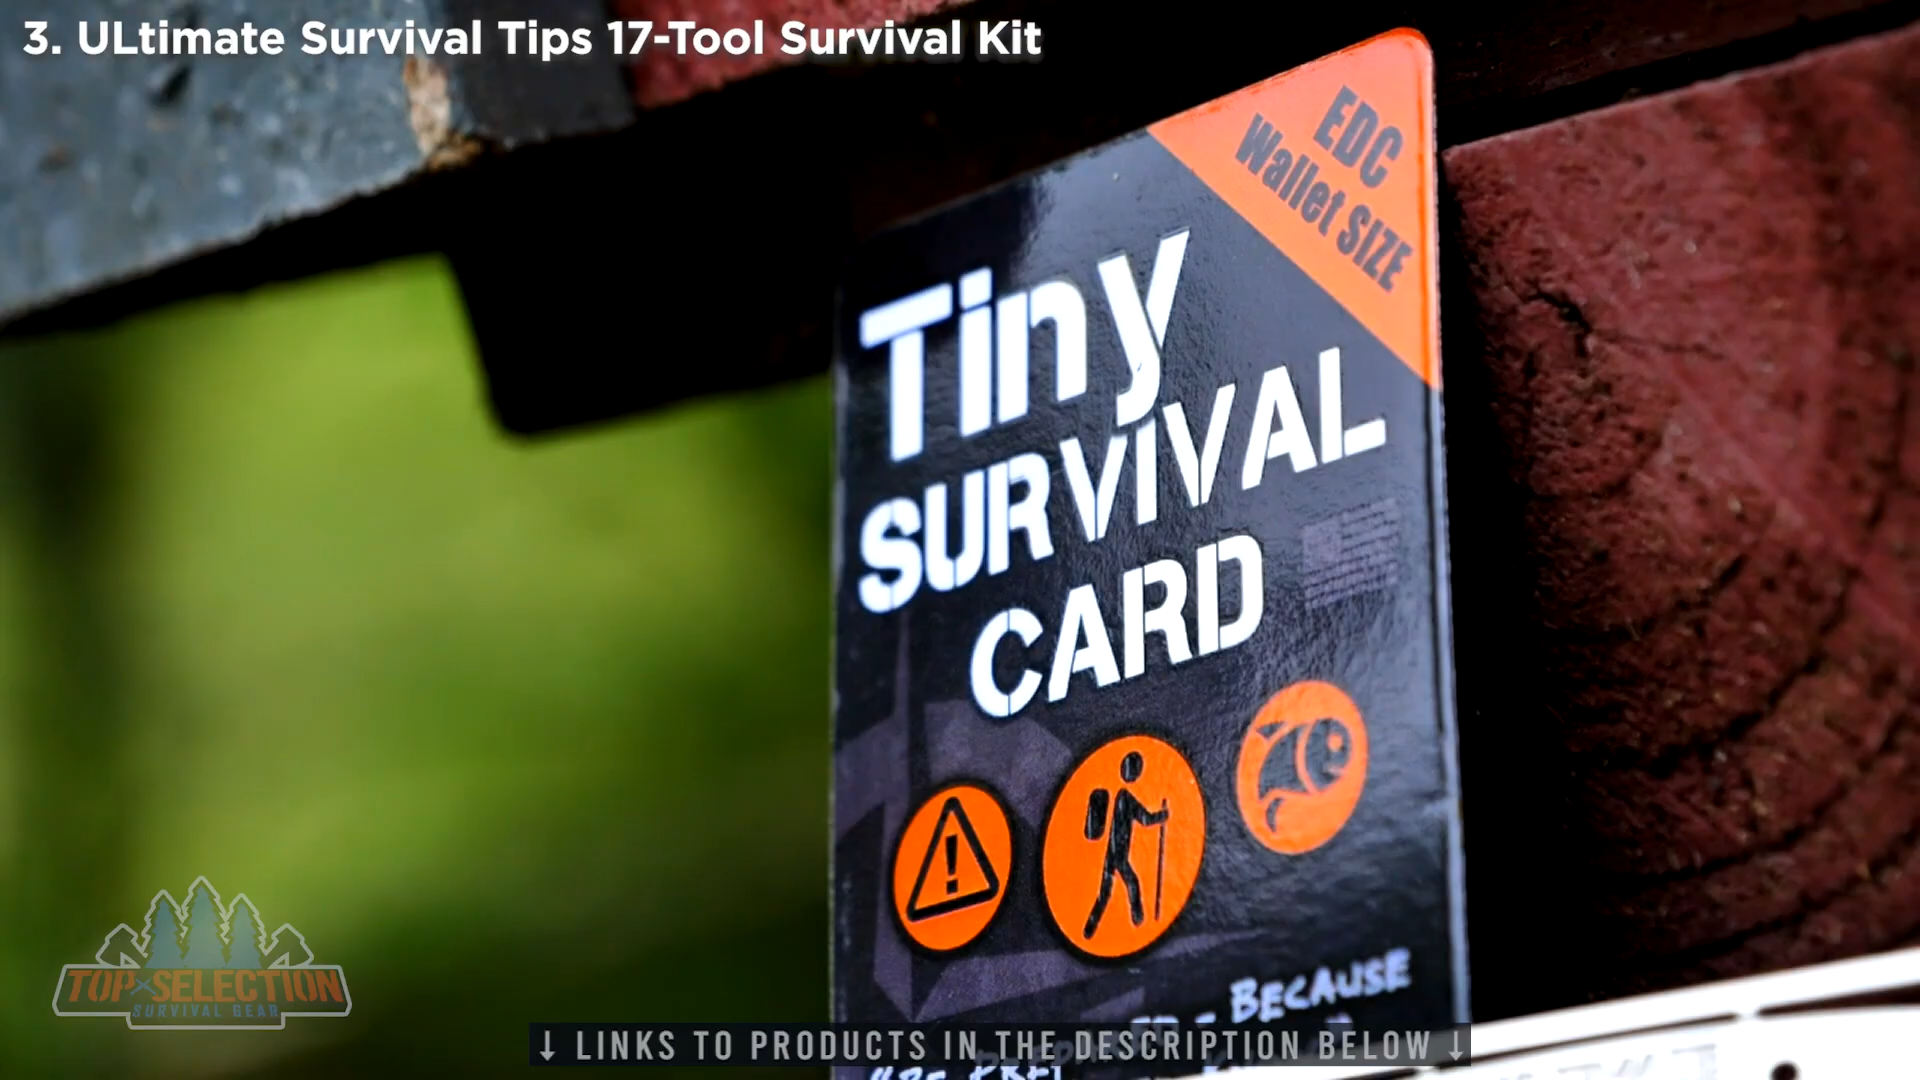 3. ULtimate Survival Tips 17-Tool Survival Kit
EDC
Wallet SIZE
Tiny
SURVIVAL
CARD
BECAUSE
TOP SELECTION
SURVIVAL GEAR
↓ LINKS TO PRODUCTS IN THE DESCRIPTION BELOW ↓